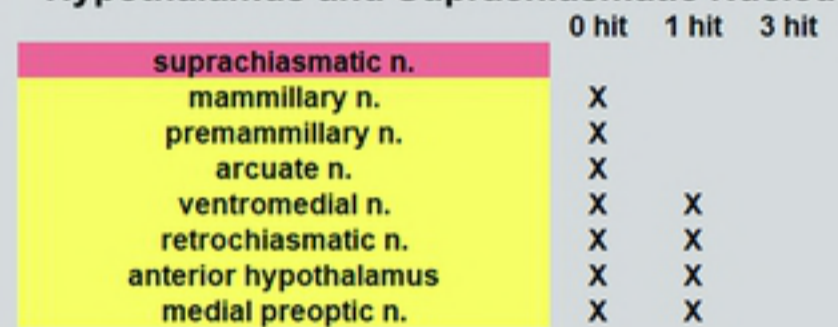 0 hit 1 hit 3 hit
suprachiasmatic n.
mammillary n. X
premammillary n. X
arcuate n. X
ventromedial n. X X
retrochiasmatic n. X X
anterior hypothalamus X X
medial preoptic n. X X